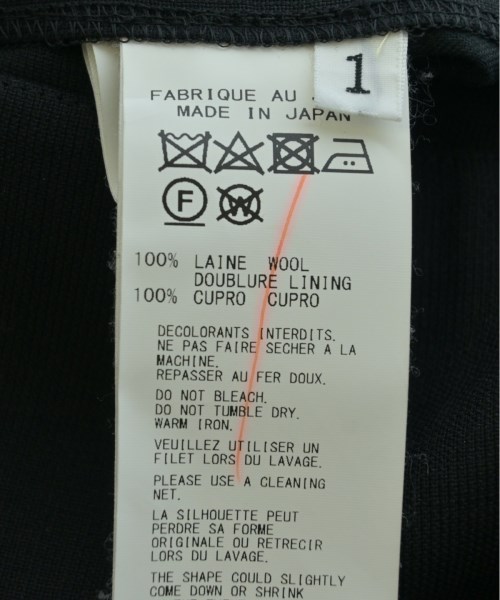 1
FABRIQUE AU
MADE IN JAPAN
F
W
100% LAINE WOOL
DOUBLURE LINING
100% CUPRO CUPRO
DECOLORANTS INTERDITS.
NE PAS FAIRE SECHER A LA
MACHINE.
REPASSER AU FER DOUX.
DO NOT BLEACH.
DO NOT TUMBLE DRY.
WARM IRON.
VEUILLEZ UTILISER UN
FILET LORS DU LAVAGE.
PLEASE USE A CLEANING
NET.
LA SILHOUETTE PEUT
PERDRE SA FORME
ORIGINALE OU RETRECIR
LORS DU LAVAGE.
THE SHAPE COULD SLIGHTLY
COME DOWN OR SHRINK